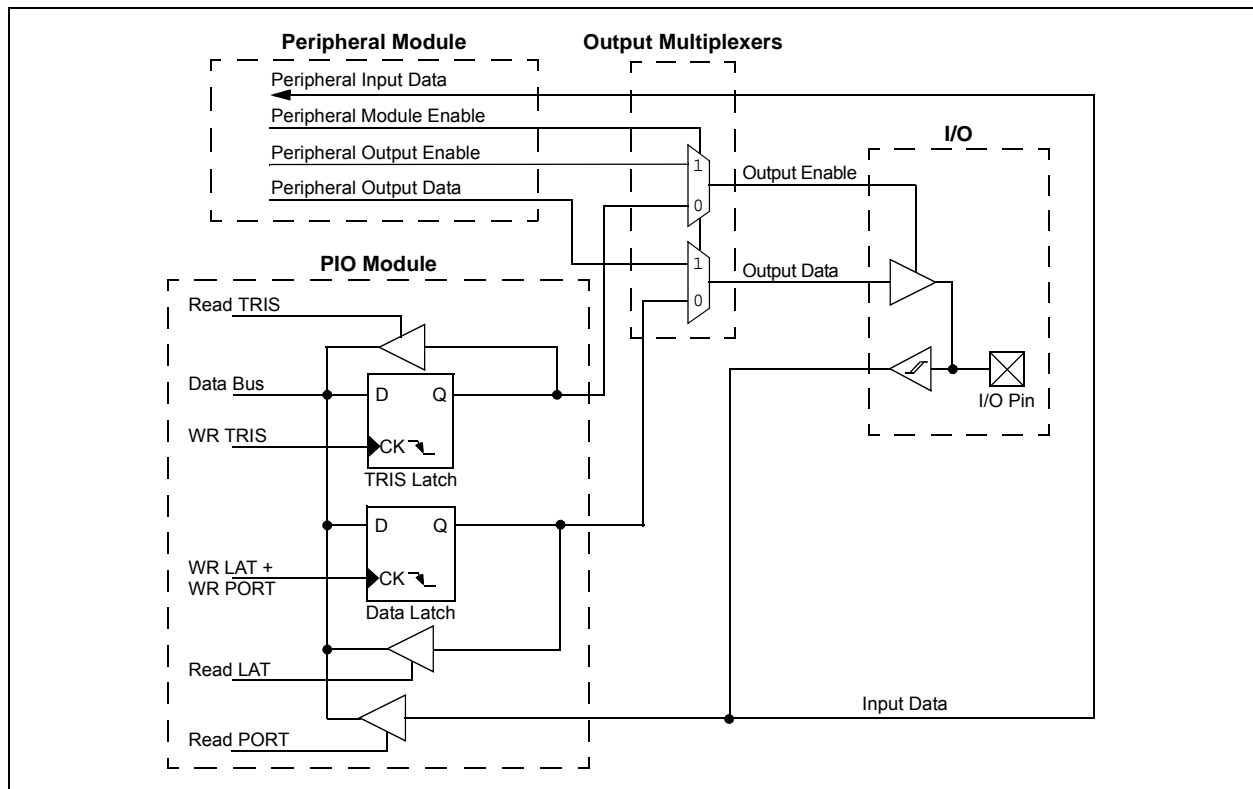 Peripheral Module
Output Multiplexers
Peripheral Input Data
Peripheral Module Enable
I/O
Peripheral Output Enable
1
Output Enable
Peripheral Output Data
0
PIO Module
1
Output Data
Read TRIS
0
Data Bus
D Q
I/O Pin
WR TRIS
CK
TRIS Latch
D Q
WR LAT +
WR PORT
CK
Data Latch
Read LAT
Input Data
Read PORT